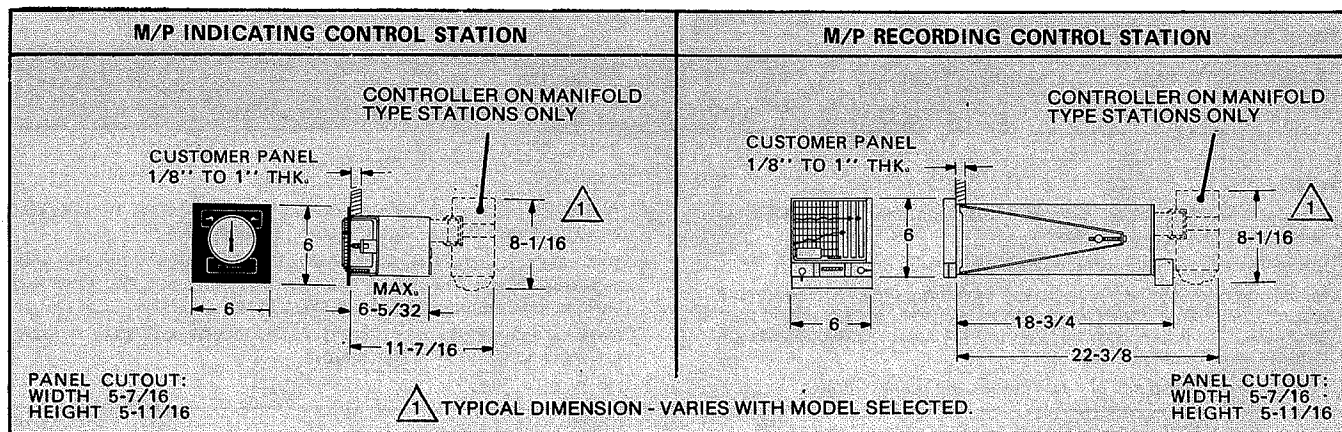 M/P INDICATING CONTROL STATION
CONTROLLER ON MANIFOLD
TYPE STATIONS ONLY
CUSTOMER PANEL
1/8'' TO 1'' THK.
1
6
8-1/16
6
MAX.
6-5/32
11-7/16
PANEL CUTOUT:
WIDTH 5-7/16
HEIGHT 5-11/16
1 TYPICAL DIMENSION - VARIES WITH MODEL SELECTED.
M/P RECORDING CONTROL STATION
CONTROLLER ON MANIFOLD
TYPE STATIONS ONLY
CUSTOMER PANEL
1/8'' TO 1'' THK.
1
6
8-1/16
6
18-3/4
22-3/8
PANEL CUTOUT:
WIDTH 5-7/16
HEIGHT 5-11/16